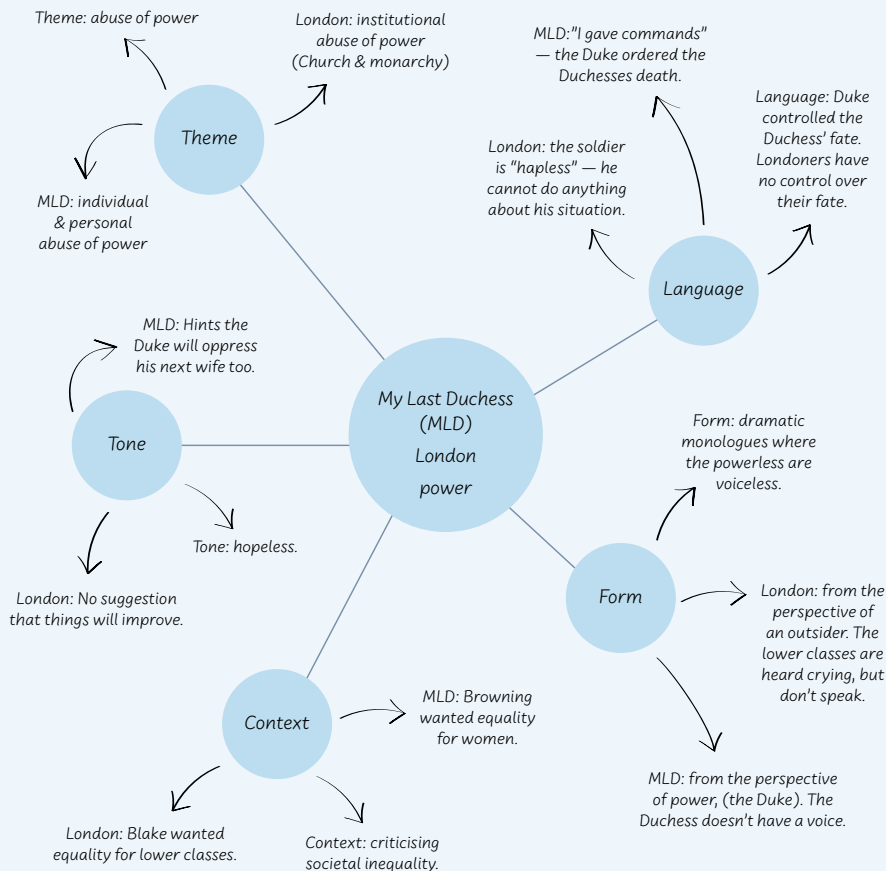 Theme: abuse of power
London: institutional
abuse of power
(Church & monarchy)
Theme
MLD: individual
& personal
abuse of power
MLD:"I gave commands"
— the Duke ordered the
Duchesses death.
London: the soldier
is "hapless" — he
cannot do anything
about his situation.
Language: Duke
controlled the
Duchess' fate.
Londoners have
no control over
their fate.
Language
MLD: Hints the
Duke will oppress
his next wife too.
Tone
Tone: hopeless.
London: No suggestion
that things will improve.
My Last Duchess
(MLD)
London
power
Form: dramatic
monologues where
the powerless are
voiceless.
Form
London: from the
perspective of
an outsider. The
lower classes are
heard crying, but
don't speak.
MLD: from the perspective
of power, (the Duke). The
Duchess doesn't have a voice.
Context
MLD: Browning
wanted equality
for women.
London: Blake wanted
equality for lower classes.
Context: criticising
societal inequality.